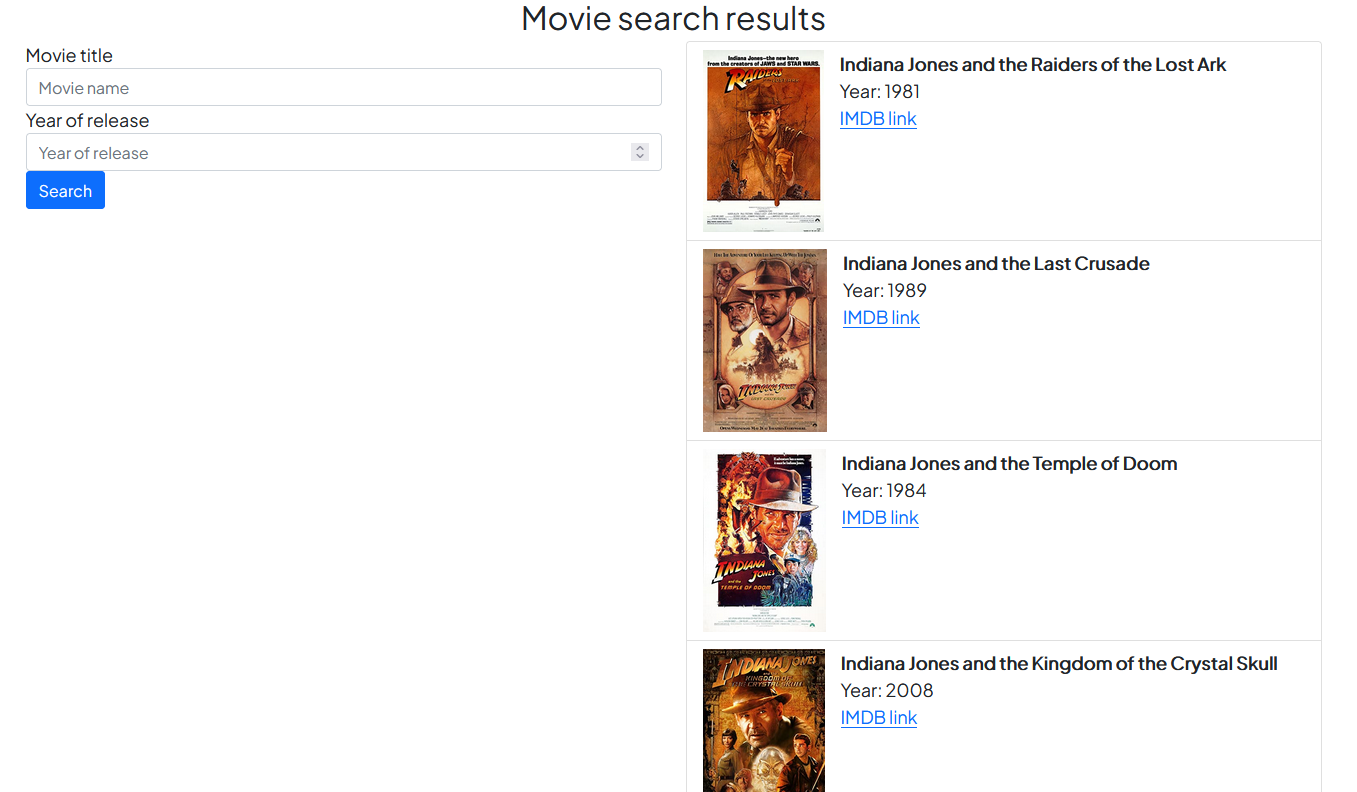 Movie search results
Movie title
Movie name
Year of release
Year of release
Search
Indiana Jones—the new hero
from the creators of JAWS and STAR WARS.
RAIDERS
Indiana Jones and the Raiders of the Lost Ark
Year: 1981
IMDB link
INDIANA JONES
and the
LAST CRUSADE
Indiana Jones and the Last Crusade
Year: 1989
IMDB link
INDIANA JONES
and the
TEMPLE OF DOOM
Indiana Jones and the Temple of Doom
Year: 1984
IMDB link
INDIANA JONES
KINGDOM OF
THE CRYSTAL SKULL
Indiana Jones and the Kingdom of the Crystal Skull
Year: 2008
IMDB link